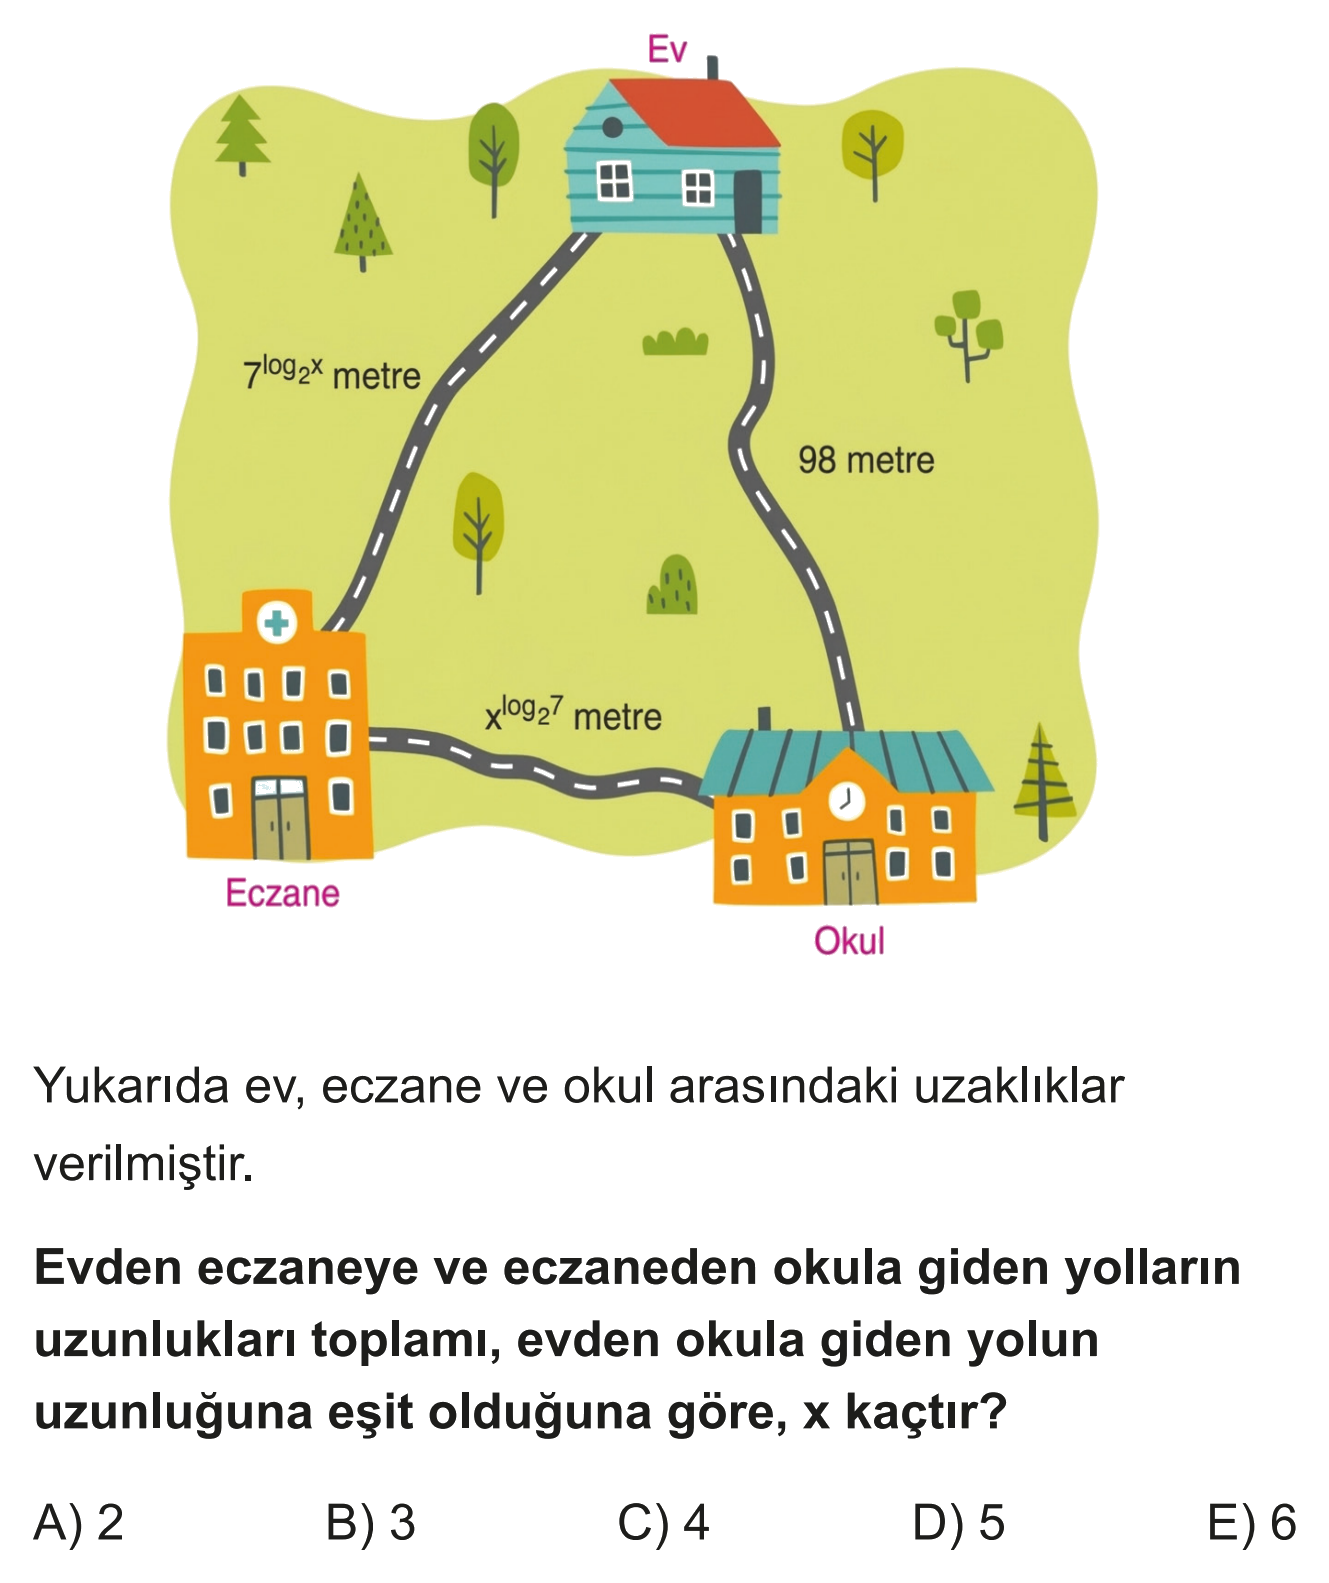 Ev
7^log₂x metre
98 metre
x^log₂7 metre
Eczane
Okul
Yukarıda ev, eczane ve okul arasındaki uzaklıklar
verilmiştir.
Evden eczaneye ve eczaneden okula giden yolların
uzunlukları toplamı, evden okula giden yolun
uzunluğuna eşit olduğuna göre, x kaçtır?
A) 2 B) 3 C) 4 D) 5 E) 6